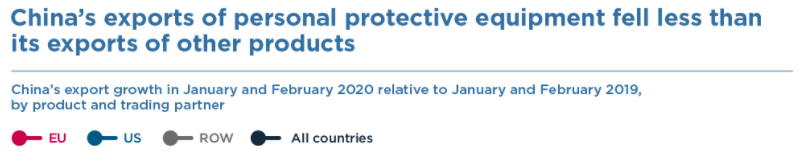 China's exports of personal protective equipment fell less than
its exports of other products
China's export growth in January and February 2020 relative to January and February 2019,
by product and trading partner
EU US ROW All countries